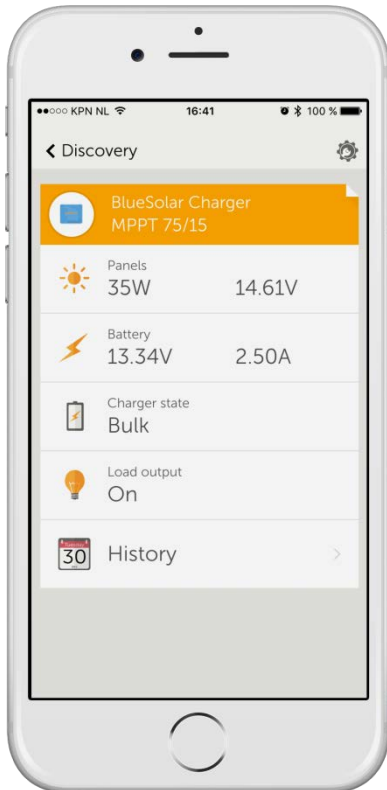 KPN NL 16:41 100 %
Discovery
BlueSolar Charger
MPPT 75/15
Panels
35W 14.61V
Battery
13.34V 2.50A
Charger state
Bulk
Load output
On
30 History